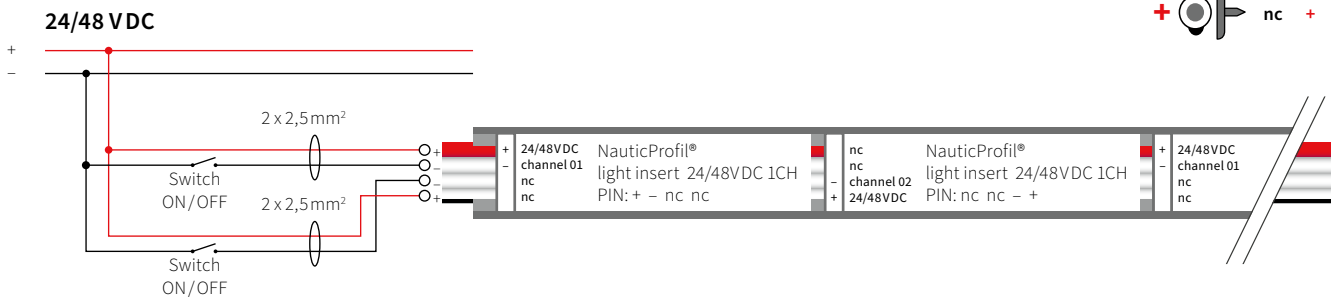 24/48 VDC
+ nc +
+
–
2 x 2,5 mm²
Switch
ON/OFF
2 x 2,5 mm²
Switch
ON/OFF
+
–
–
+
+ 24/48VDC
– channel 01
nc
nc
NauticProfil®
light insert 24/48VDC 1CH
PIN: + – nc nc
nc
nc
– channel 02
+ 24/48VDC
NauticProfil®
light insert 24/48VDC 1CH
PIN: nc nc – +
+ 24/48VDC
– channel 01
nc
nc